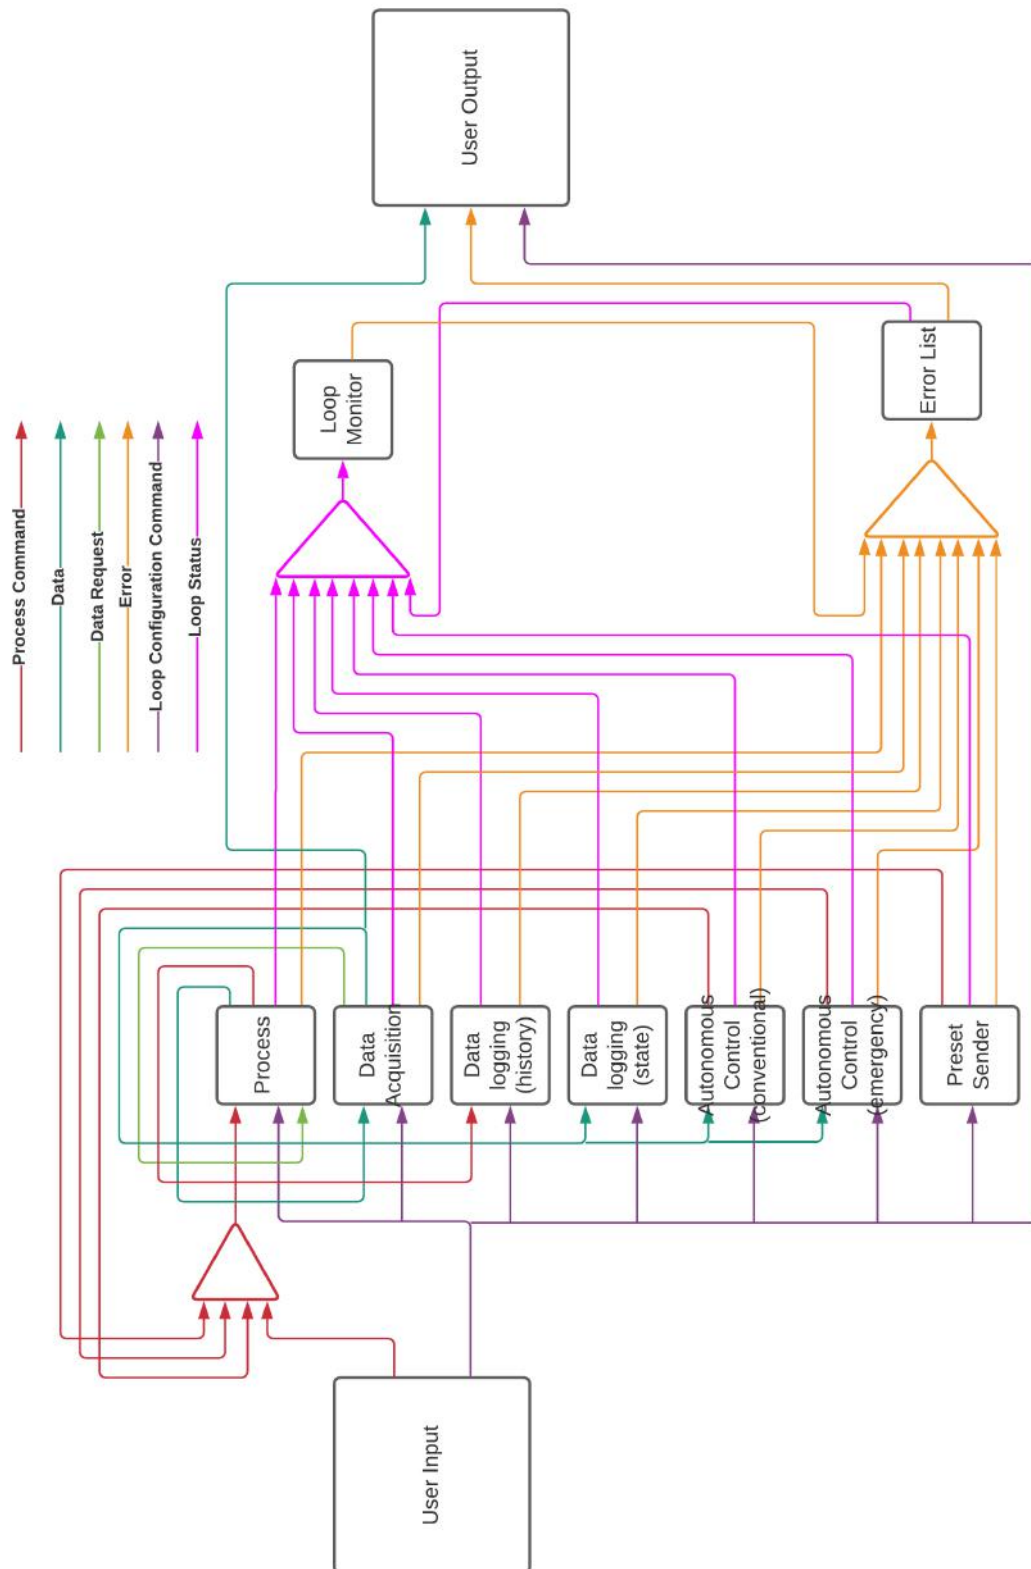 Process Command
Data
Data Request
Error
Loop Configuration Command
Loop Status
User Output
Loop
Monitor
Error List
Process
Data
Acquisition
Data
logging
(history)
Data
logging
(state)
Autonomous
Control
(conventional)
Autonomous
Control
(emergency)
Preset
Sender
User Input